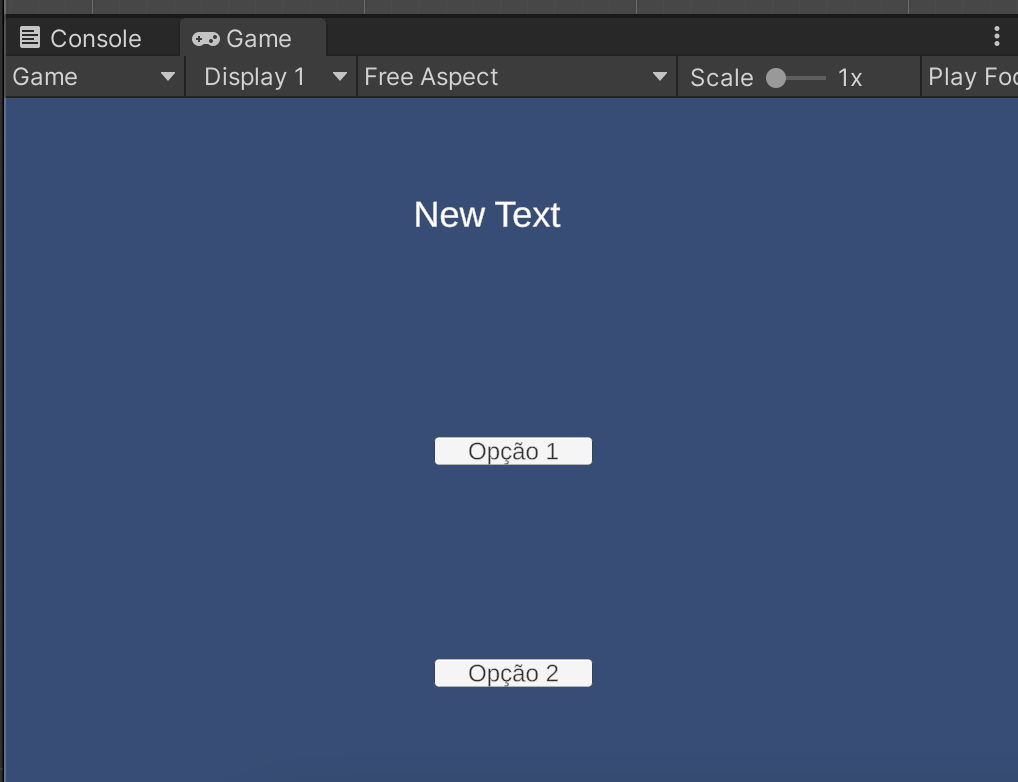 Console Game
Game Display 1 Free Aspect Scale 1x Play Foc
New Text
Opção 1
Opção 2